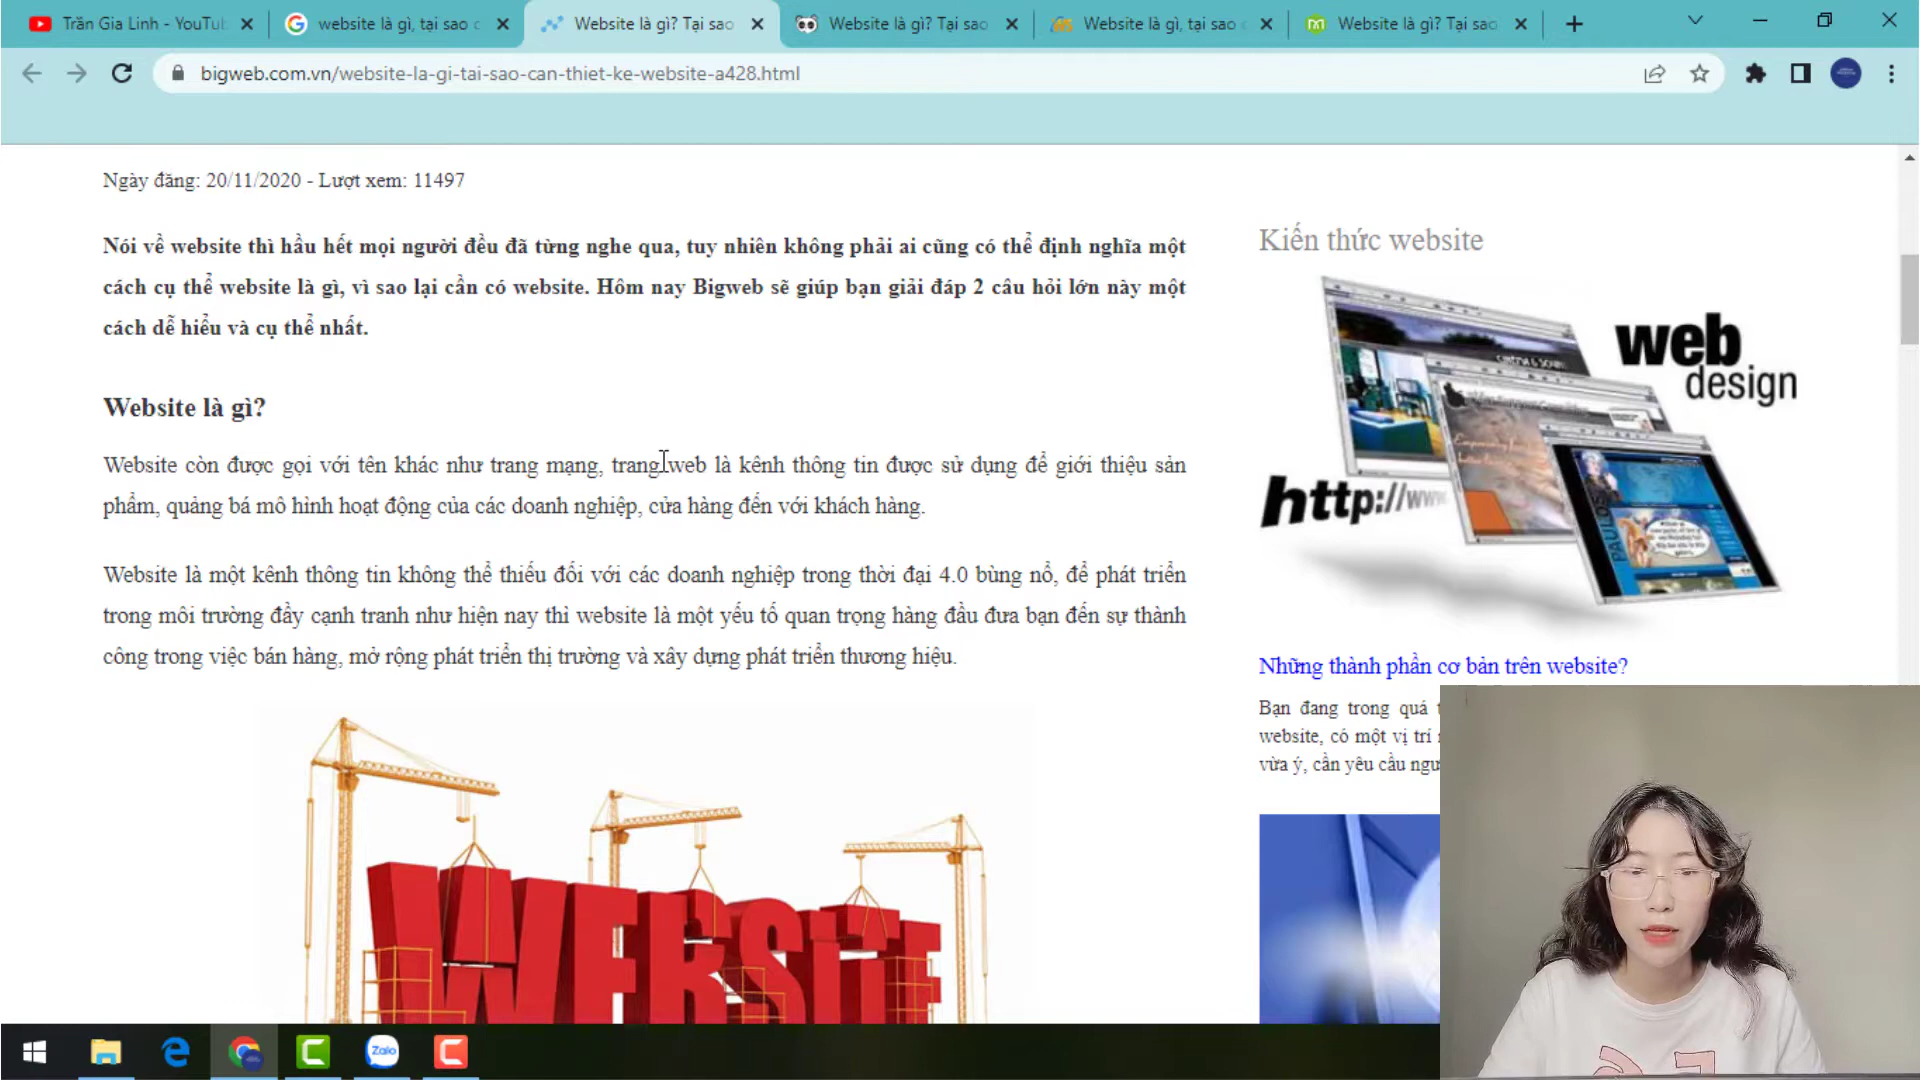 Trần Gia Linh - YouTu
website là gì, tại sao c
Website là gì? Tại sao
Website là gì? Tại sao
Website là gì, tại sao c
Website là gì? Tại sao
bigweb.com.vn/website-la-gi-tai-sao-can-thiet-ke-website-a428.html
Ngày đăng: 20/11/2020 - Lượt xem: 11497
Nói về website thì hầu hết mọi người đều đã từng nghe qua, tuy nhiên không phải ai cũng có thể định nghĩa một
cách cụ thể website là gì, vì sao lại cần có website. Hôm nay Bigweb sẽ giúp bạn giải đáp 2 câu hỏi lớn này một
cách dễ hiểu và cụ thể nhất.
Website là gì?
Website còn được gọi với tên khác như trang mạng, trang web là kênh thông tin được sử dụng để giới thiệu sản
phẩm, quảng bá mô hình hoạt động của các doanh nghiệp, cửa hàng đến với khách hàng.
Website là một kênh thông tin không thể thiếu đối với các doanh nghiệp trong thời đại 4.0 bùng nổ, để phát triển
trong môi trường đầy cạnh tranh như hiện nay thì website là một yếu tố quan trọng hàng đầu đưa bạn đến sự thành
công trong việc bán hàng, mở rộng phát triển thị trường và xây dựng phát triển thương hiệu.
WEBSITE
Kiến thức website
web
design
http://www
PAULOS
Những thành phần cơ bản trên website?
Bạn đang trong quá t
website, có một vị trí
vừa ý, cần yêu cầu ngư
Zalo